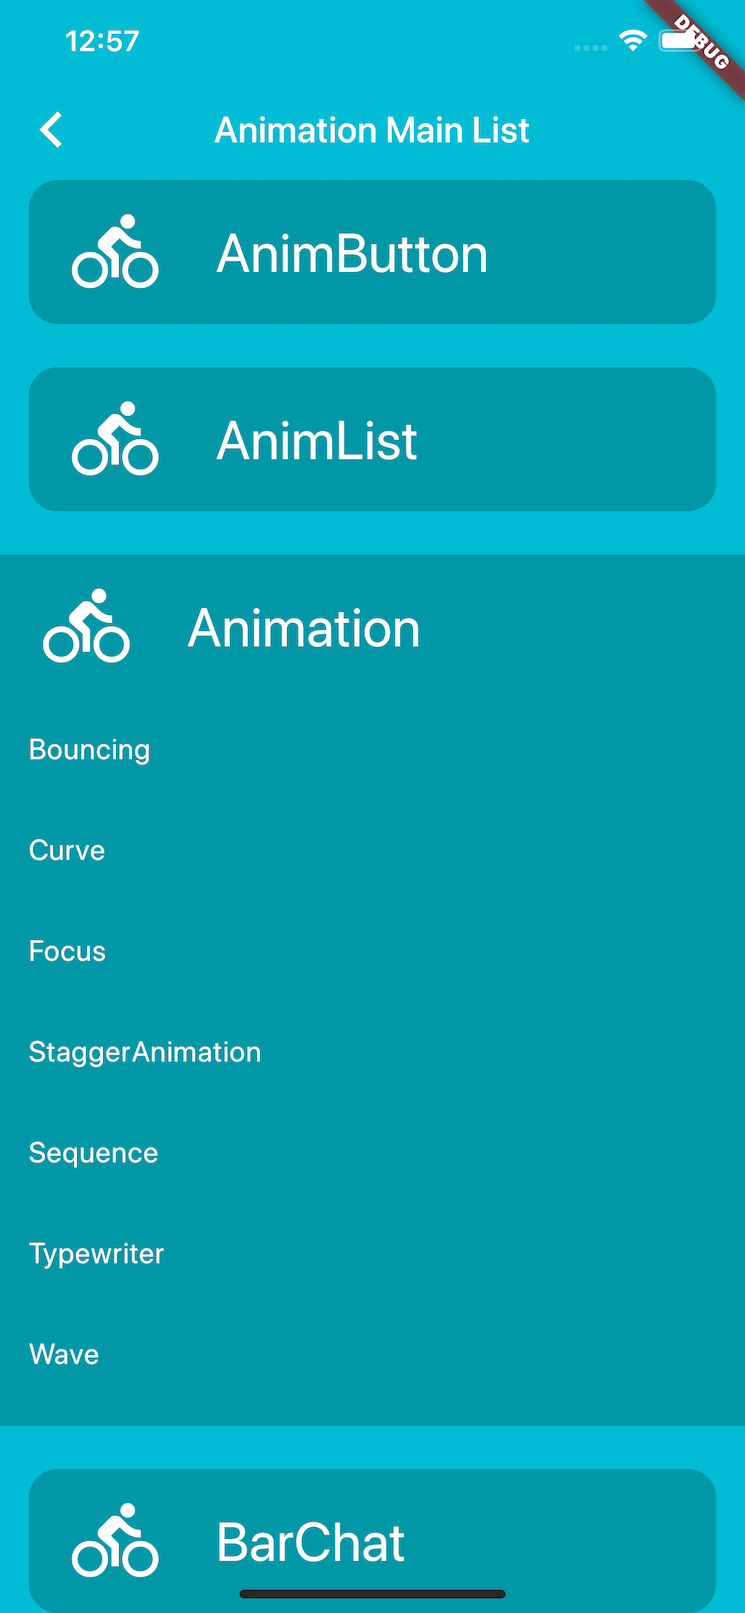 12:57
DEBUG
Animation Main List
AnimButton
AnimList
Animation
Bouncing
Curve
Focus
StaggerAnimation
Sequence
Typewriter
Wave
BarChat